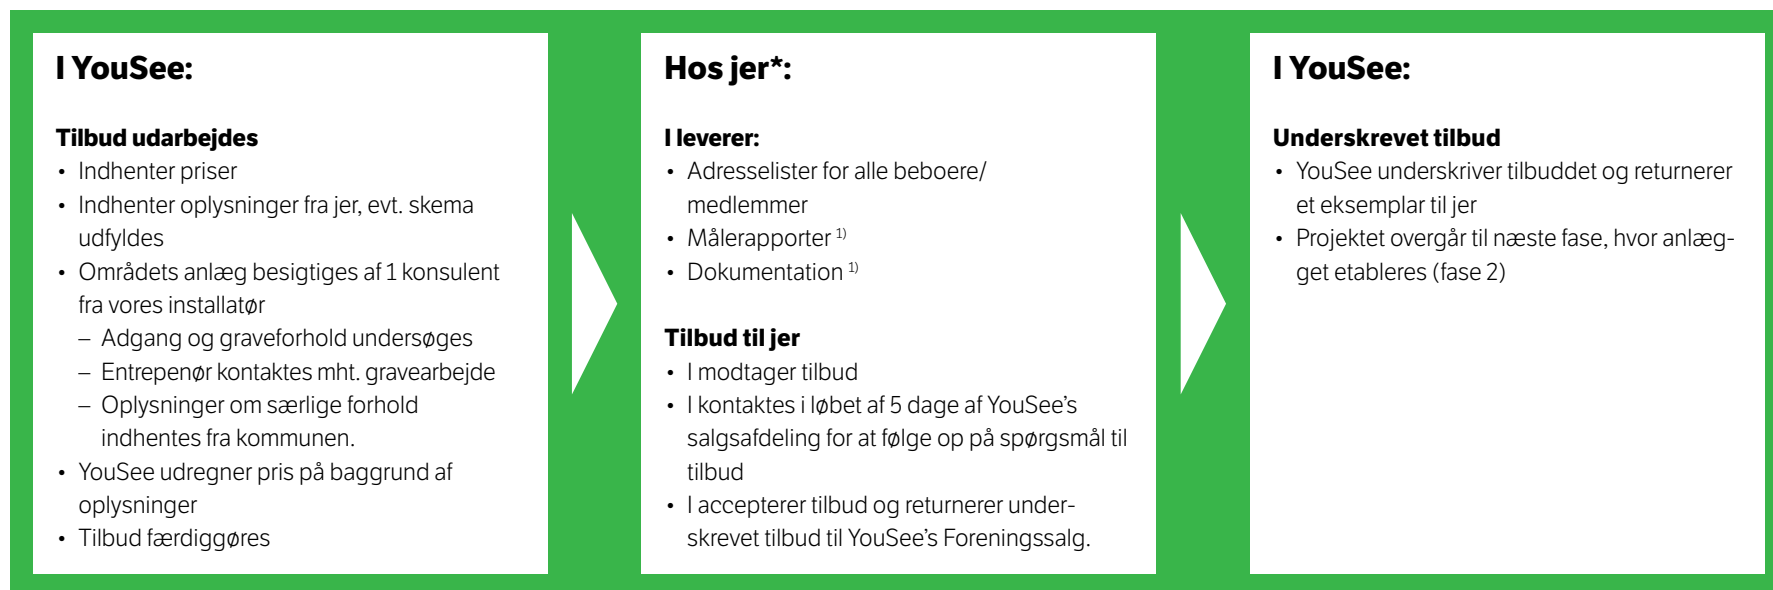 I YouSee:
Tilbud udarbejdes
• Indhenter priser
• Indhenter oplysninger fra jer, evt. skema
udfyldes
• Områdets anlæg besigtiges af 1 konsulent
fra vores installatør
– Adgang og graveforhold undersøges
– Entrepenør kontaktes mht. gravearbejde
– Oplysninger om særlige forhold
indhentes fra kommunen.
• YouSee udregner pris på baggrund af
oplysninger
• Tilbud færdiggøres
Hos jer*:
I leverer:
• Adresselister for alle beboere/
medlemmer
• Målerapporter 1)
• Dokumentation 1)
Tilbud til jer
• I modtager tilbud
• I kontaktes i løbet af 5 dage af YouSee’s
salgsafdeling for at følge op på spørgsmål til
tilbud
• I accepterer tilbud og returnerer under-
skrevet tilbud til YouSee’s Foreningssalg.
I YouSee:
Underskrevet tilbud
• YouSee underskriver tilbuddet og returnerer
et eksemplar til jer
• Projektet overgår til næste fase, hvor anlæg-
get etableres (fase 2)